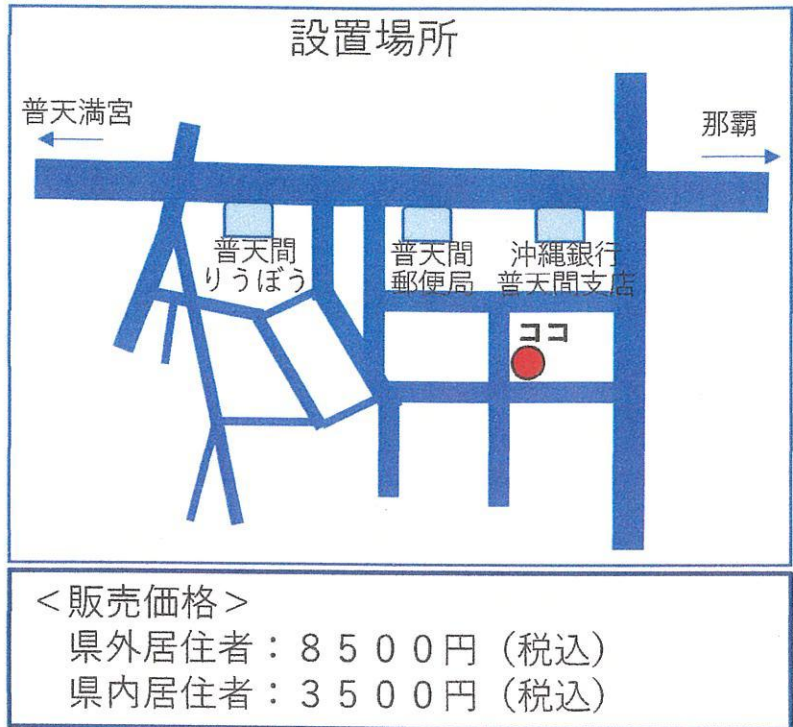 設置場所
普天満宮
那覇
普天間
りうぼう
普天間
郵便局
沖縄銀行
普天間支店
ココ
＜販売価格＞
県外居住者：８５００円（税込）
県内居住者：３５００円（税込）